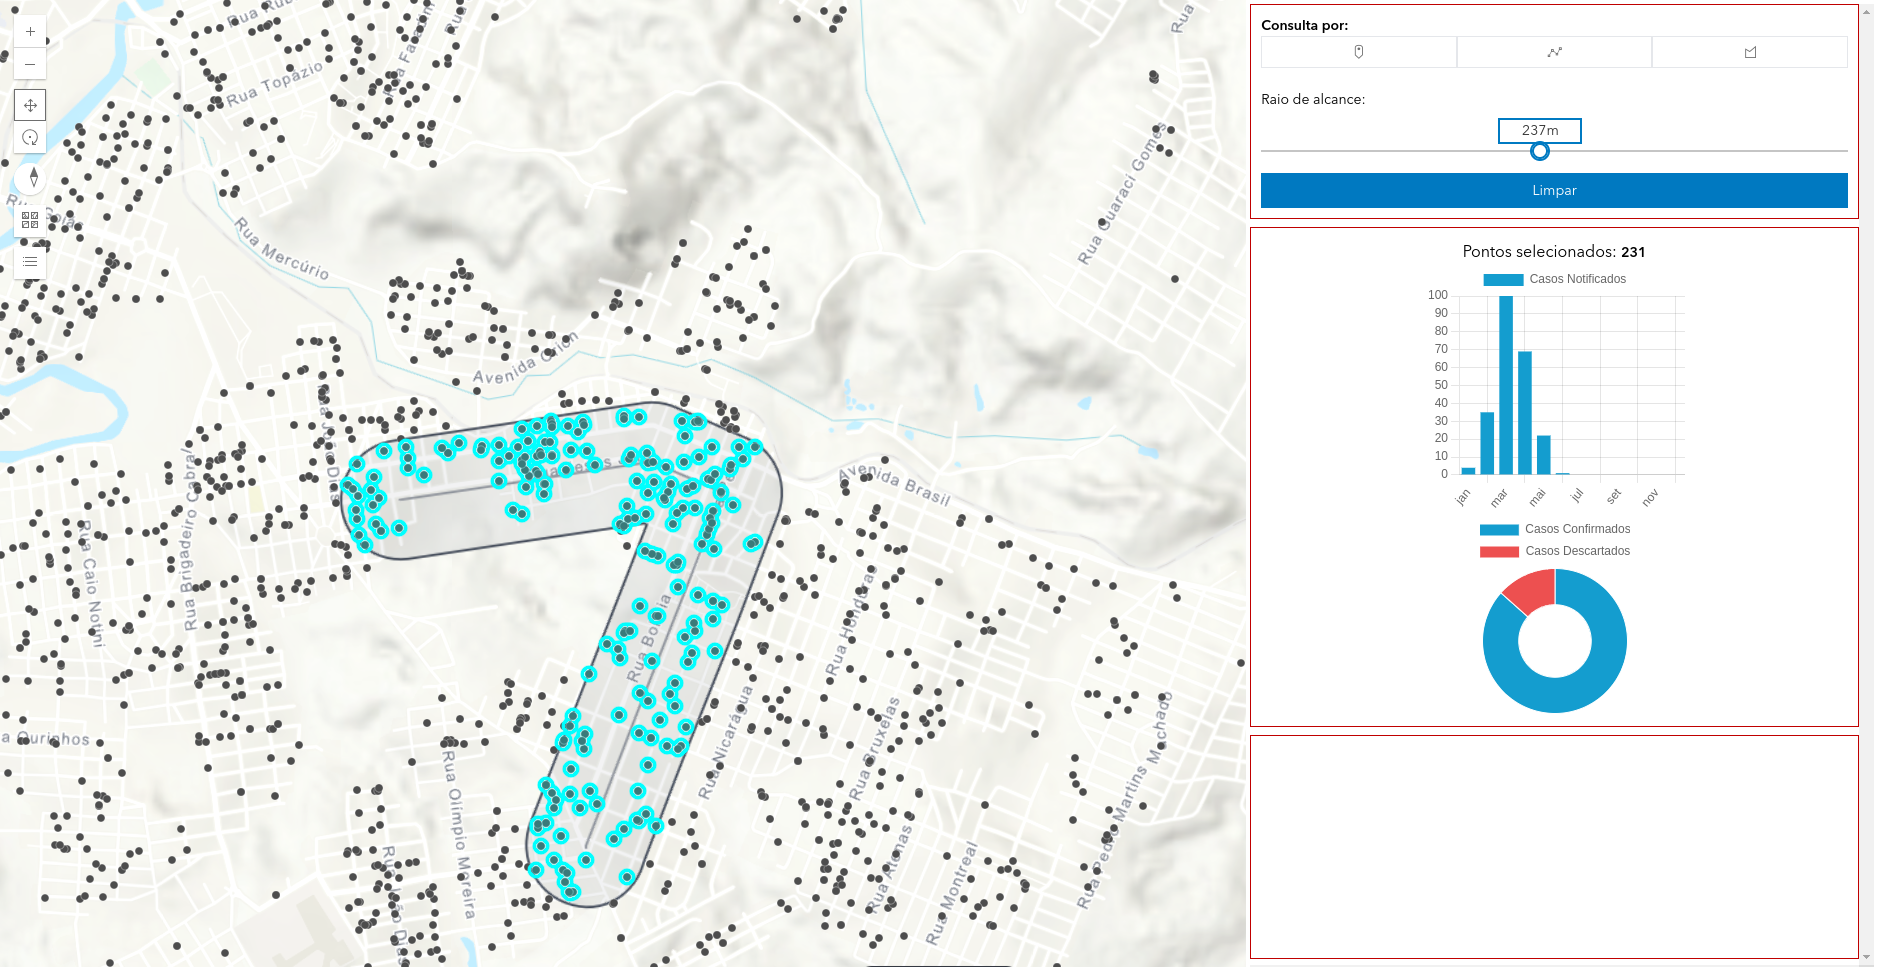 Rua Topázio
Rua Mercúrio
Rua Guaraci Gomes
Avenida Órion
Avenida Brasil
Rua João Dias
Rua Brigadeiro Cabral
Rua Caio Notini
Rua Bolívia
Rua Honduras
Rua Nicarágua
Rua Bruxelas
Rua Pedro Martins Machado
a Ourinhos
Rua Olímpio Moreira
Rua Atenas
Rua Montreal
Consulta por:
Raio de alcance:
237m
Limpar
Pontos selecionados: 231
Casos Notificados
100
90
80
70
60
50
40
30
20
10
0
jan
mar
mai
jul
set
nov
Casos Confirmados
Casos Descartados